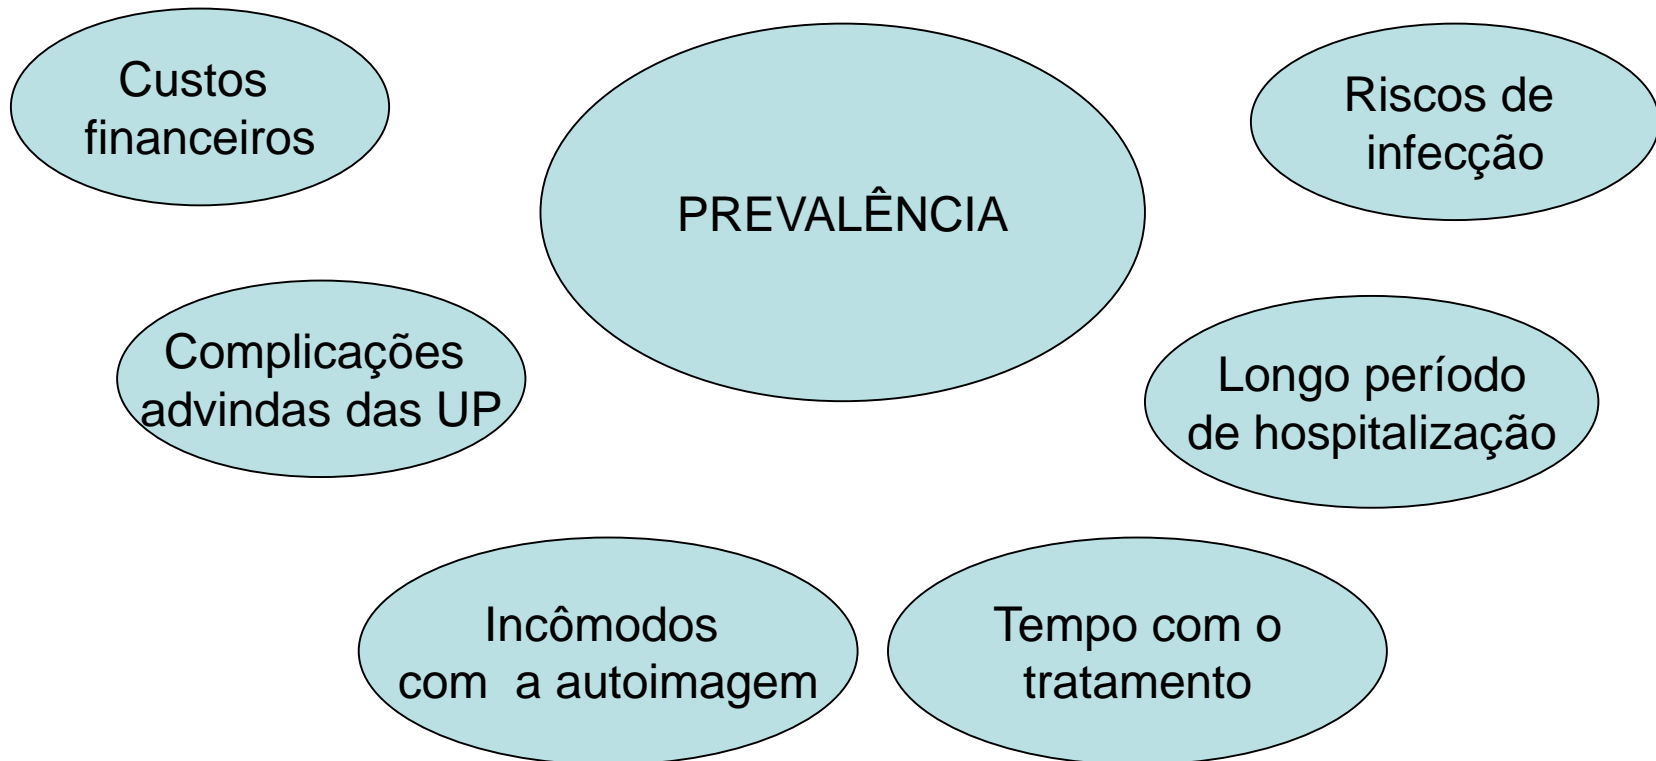 Custos
financeiros
PREVALÊNCIA
Riscos de
infecção
Complicações
advindas das UP
Longo período
de hospitalização
Incômodos
com a autoimagem
Tempo com o
tratamento